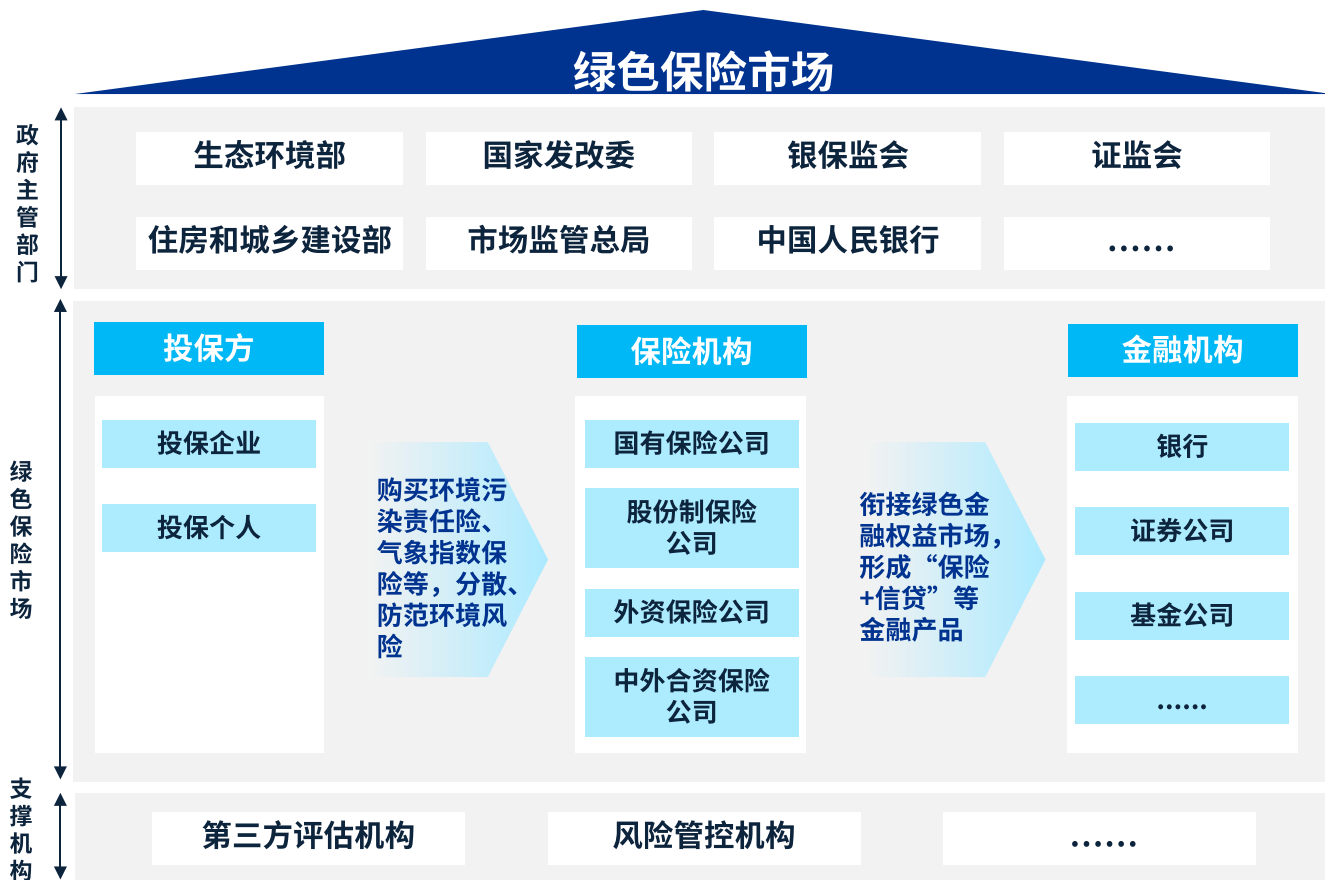 绿色保险市场
政府主管部门
生态环境部
国家发改委
银保监会
证监会
住房和城乡建设部
市场监管总局
中国人民银行
……
绿色保险市场
投保方
投保企业
投保个人
购买环境污
染责任险、
气象指数保
险等，分散、
防范环境风
险
保险机构
国有保险公司
股份制保险
公司
外资保险公司
中外合资保险
公司
衔接绿色金
融权益市场，
形成“保险
+信贷”等
金融产品
金融机构
银行
证券公司
基金公司
……
支撑机构
第三方评估机构
风险管控机构
……